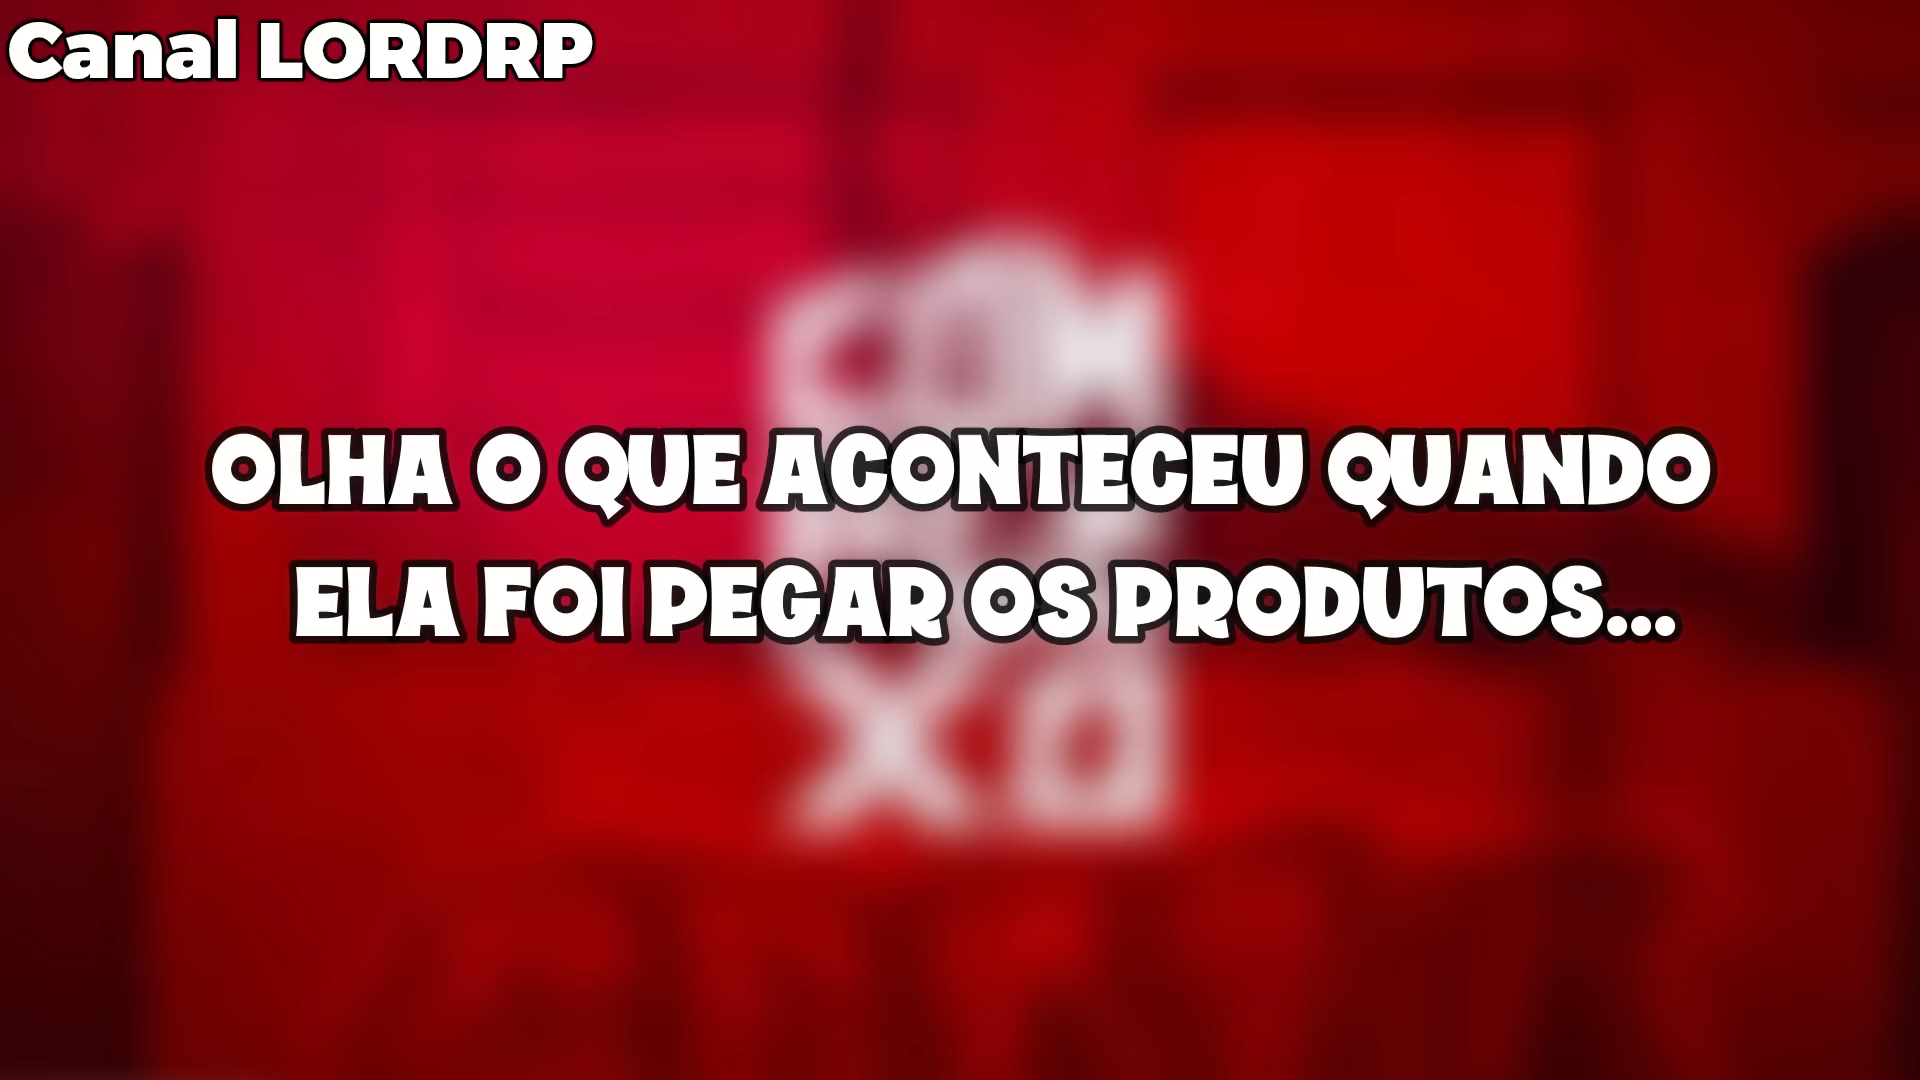 Canal LORDRP
OLHA O QUE ACONTECEU QUANDO
ELA FOI PEGAR OS PRODUTOS...